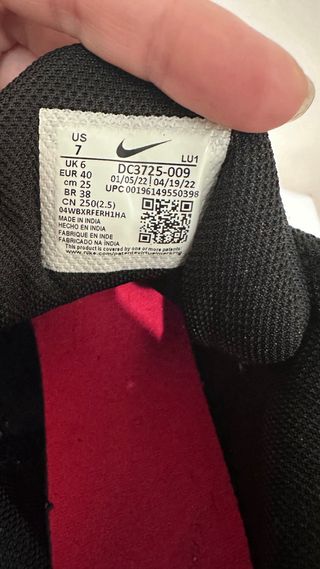 US
7
LU1
UK 6
EUR 40
cm 25
BR 38
CN 250(2.5)
DC3725-009
01/05/22 | 04/19/22
UPC 00196149550398
04WBXRFERH1HA
MADE IN INDIA
HECHO EN INDIA
FABRIQUE EN INDE
FABRICADO NA ÍNDIA
This product is covered by one or more patents